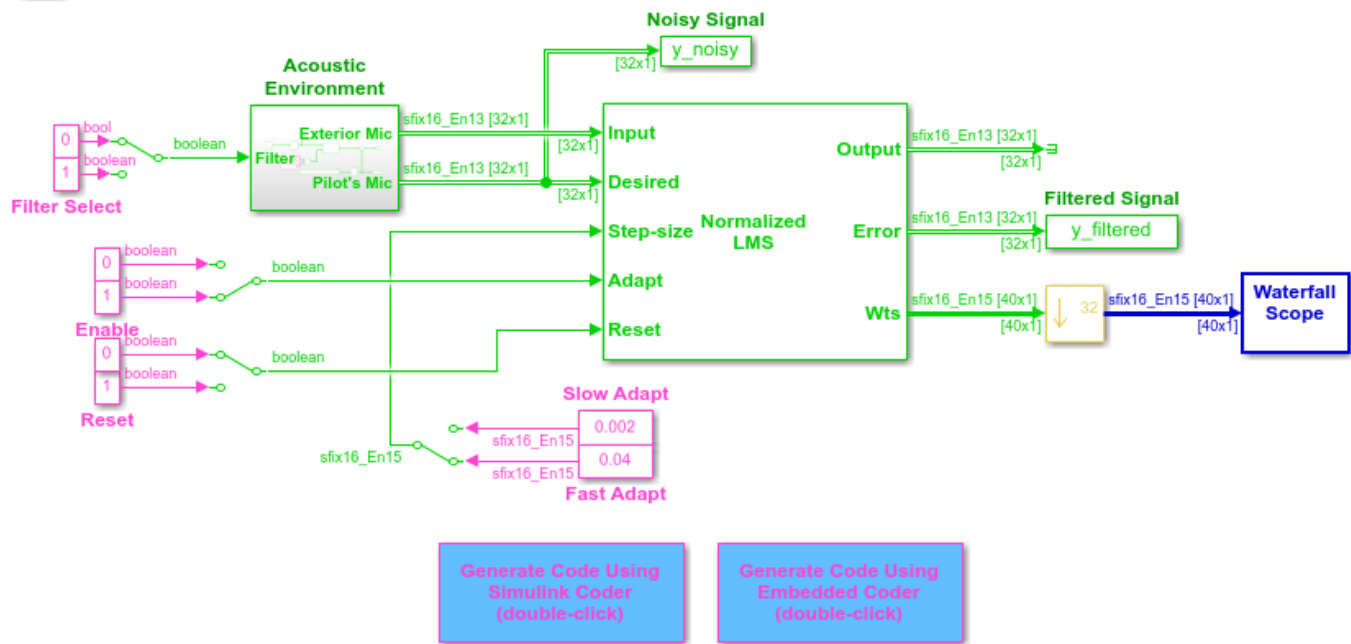 Noisy Signal
y_noisy
[32x1]
Acoustic
Environment
Exterior Mic
Filter
Pilot's Mic
sfix16_En13 [32x1]
[32x1]
sfix16_En13 [32x1]
[32x1]
0
1
bool
boolean
boolean
Filter Select
Input
Desired
Step-size
Adapt
Reset
Normalized
LMS
Output
Error
Wts
sfix16_En13 [32x1]
[32x1]
Filtered Signal
sfix16_En13 [32x1]
[32x1]
y_filtered
sfix16_En15 [40x1]
[40x1]
32
sfix16_En15 [40x1]
[40x1]
Waterfall
Scope
0
1
boolean
boolean
boolean
Enable
0
1
boolean
boolean
boolean
Reset
Slow Adapt
0.002
0.04
sfix16_En15
sfix16_En15
sfix16_En15
Fast Adapt
Generate Code Using
Simulink Coder
(double-click)
Generate Code Using
Embedded Coder
(double-click)